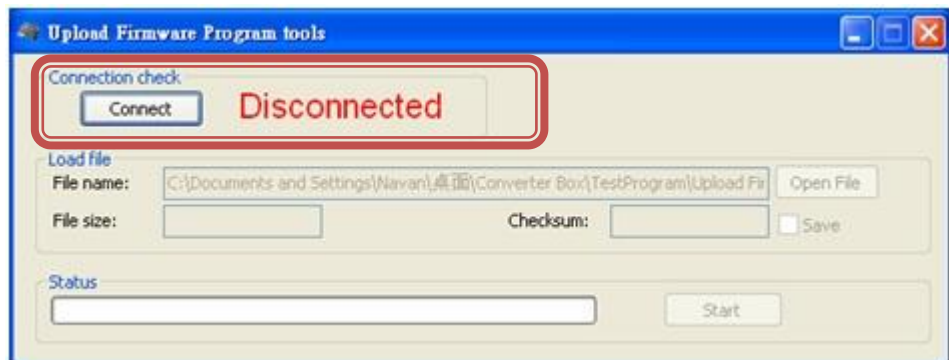 Upload Firmware Program tools
Connection check
Connect Disconnected
Load file
File name: C:\Documents and Settings\Navan\桌面\Converter Box\TestProgram\Upload Fir Open File
File size: Checksum: Save
Status
Start